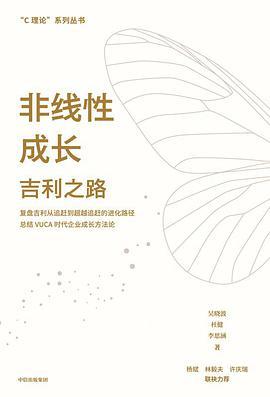 “C 理论”系列丛书
非线性
成长
吉利之路
复盘吉利从追赶到超越追赶的进化路径
总结 VUCA 时代企业成长方法论
吴晓波
杜健
李思涵
著
杨斌 林毅夫 许庆瑞
联袂力荐
中信出版集团